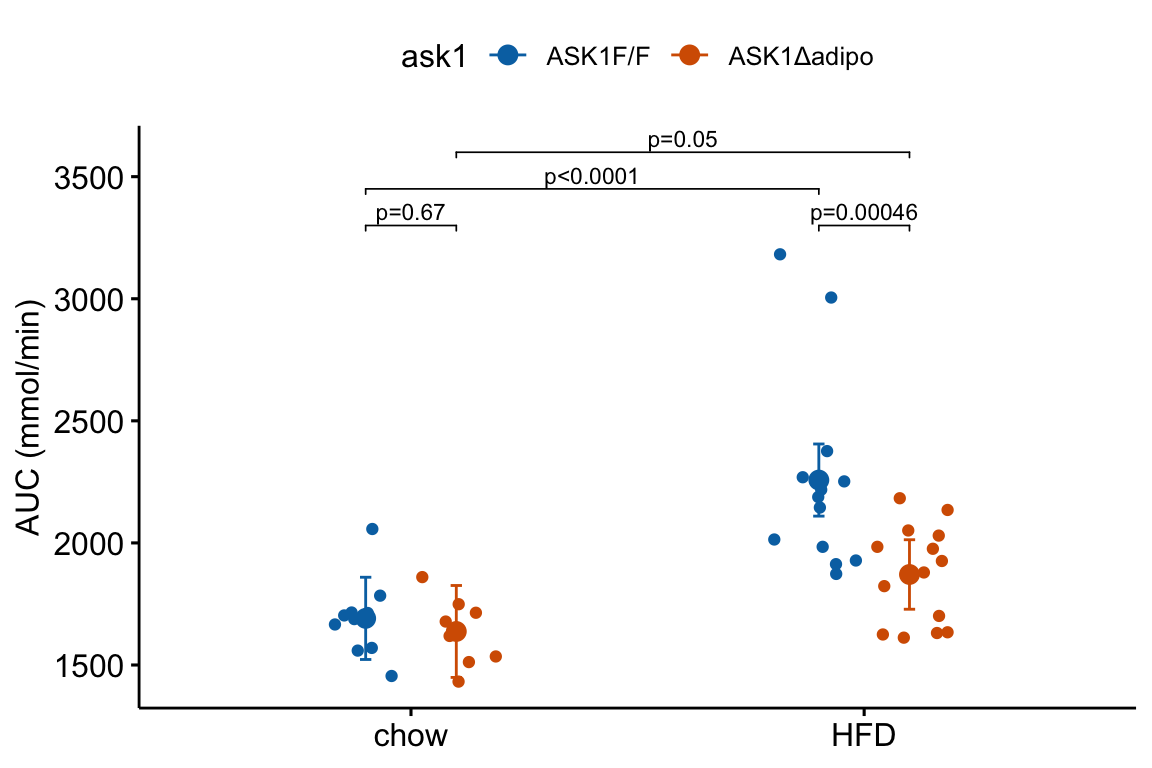 ask1 ASK1F/F ASK1Δadipo
p=0.05
p<0.0001
p=0.67 p=0.00046
AUC (mmol/min)
3500
3000
2500
2000
1500
chow HFD